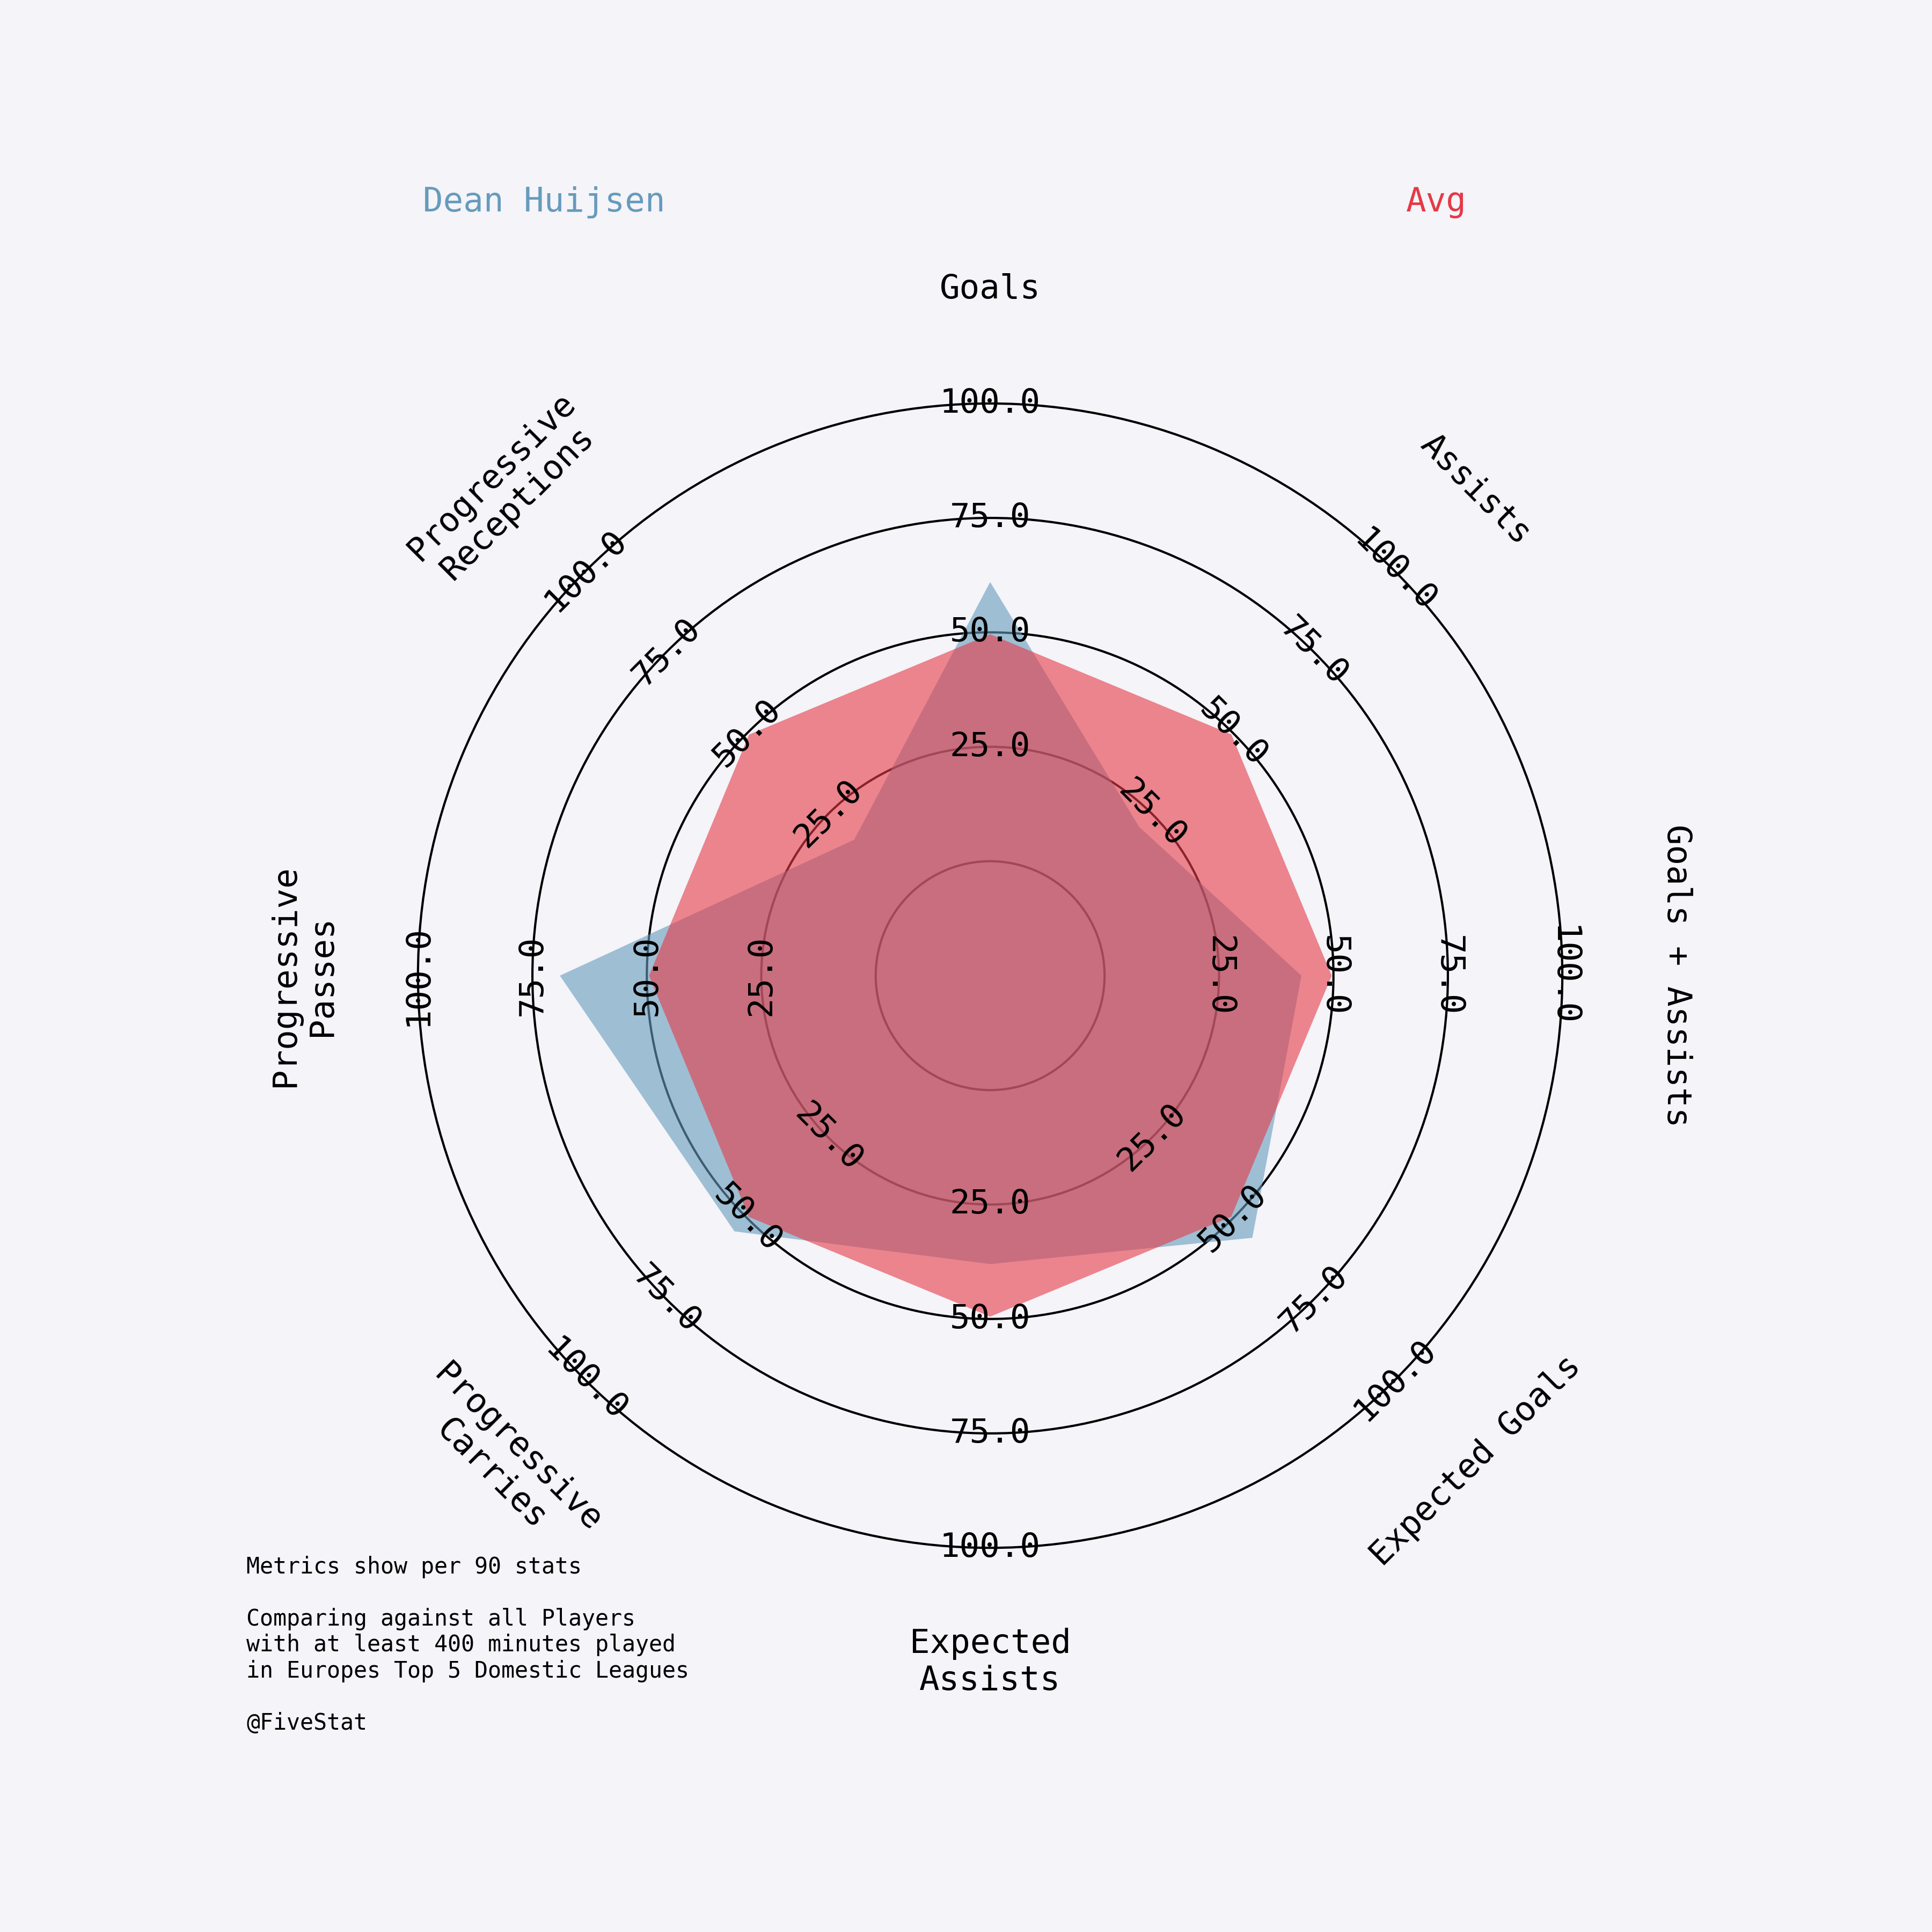 Dean Huijsen
Avg
Goals
Assists
Goals + Assists
Expected Goals
Expected
Assists
Progressive
Carries
Progressive
Passes
Progressive
Receptions
25.0
50.0
75.0
100.0
25.0
50.0
75.0
100.0
25.0
50.0
75.0
100.0
25.0
50.0
75.0
100.0
25.0
50.0
75.0
100.0
25.0
50.0
75.0
100.0
25.0
50.0
75.0
100.0
25.0
50.0
75.0
100.0
Metrics show per 90 stats
Comparing against all Players
with at least 400 minutes played
in Europes Top 5 Domestic Leagues
@FiveStat